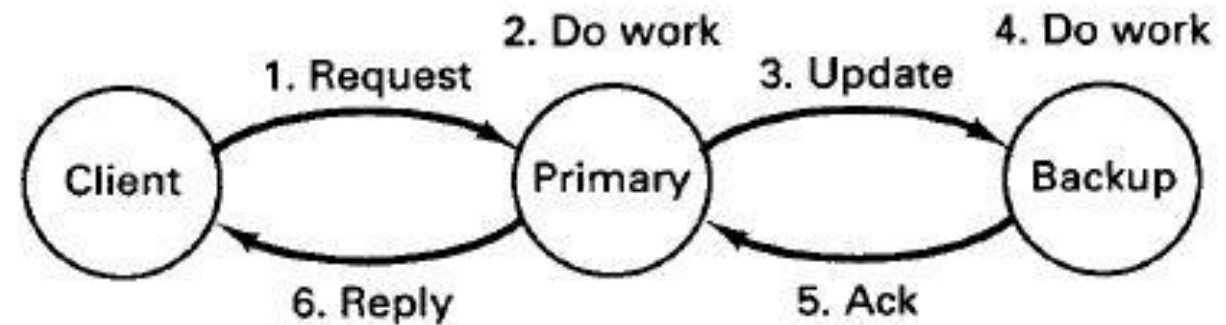 2. Do work
4. Do work
1. Request
3. Update
Client
Primary
Backup
6. Reply
5. Ack